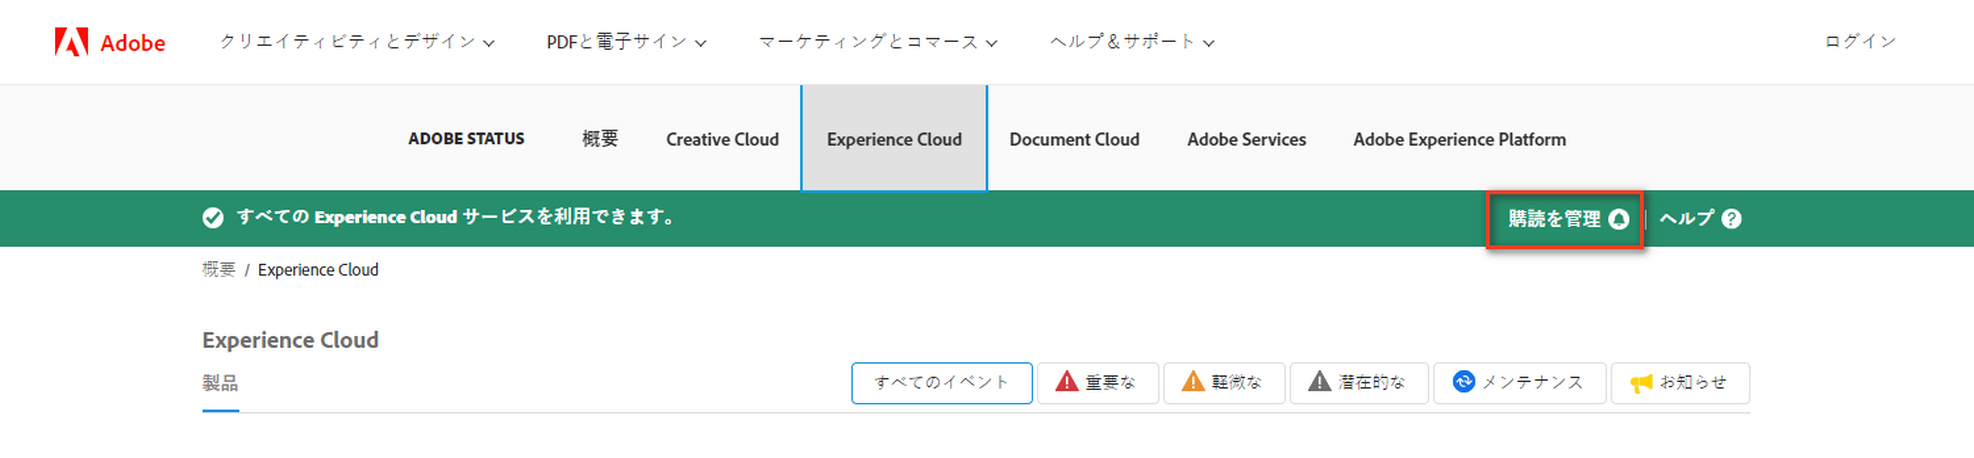 Adobe クリエイティビティとデザイン PDFと電子サイン マーケティングとコマース ヘルプ＆サポート ログイン
ADOBE STATUS 概要 Creative Cloud Experience Cloud Document Cloud Adobe Services Adobe Experience Platform
すべての Experience Cloud サービスを利用できます。 購読を管理 | ヘルプ ?
概要 / Experience Cloud
Experience Cloud
製品 すべてのイベント 重要な 軽微な 潜在的な メンテナンス お知らせ